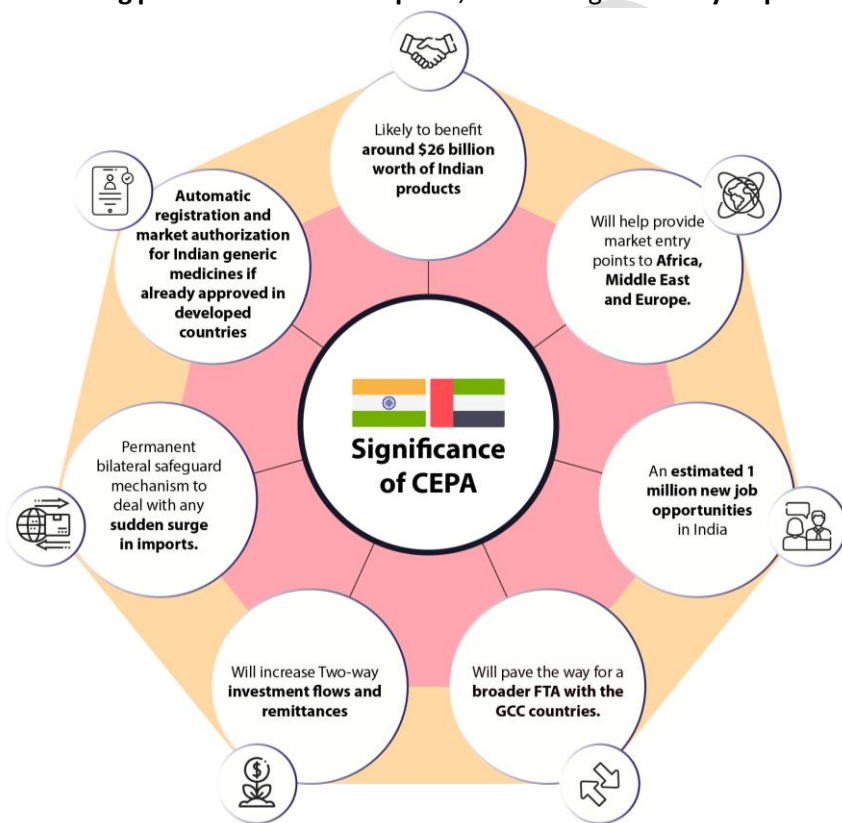 Likely to benefit
around $26 billion
worth of Indian
products
Will help provide
market entry
points to Africa,
Middle East
and Europe.
An estimated 1
million new job
opportunities
in India
Will pave the way for a
broader FTA with the
GCC countries.
Will increase Two-way
investment flows and
remittances
Permanent
bilateral safeguard
mechanism to
deal with any
sudden surge
in imports.
Automatic
registration and
market authorization
for Indian generic
medicines if
already approved in
developed
countries
Significance
of CEPA